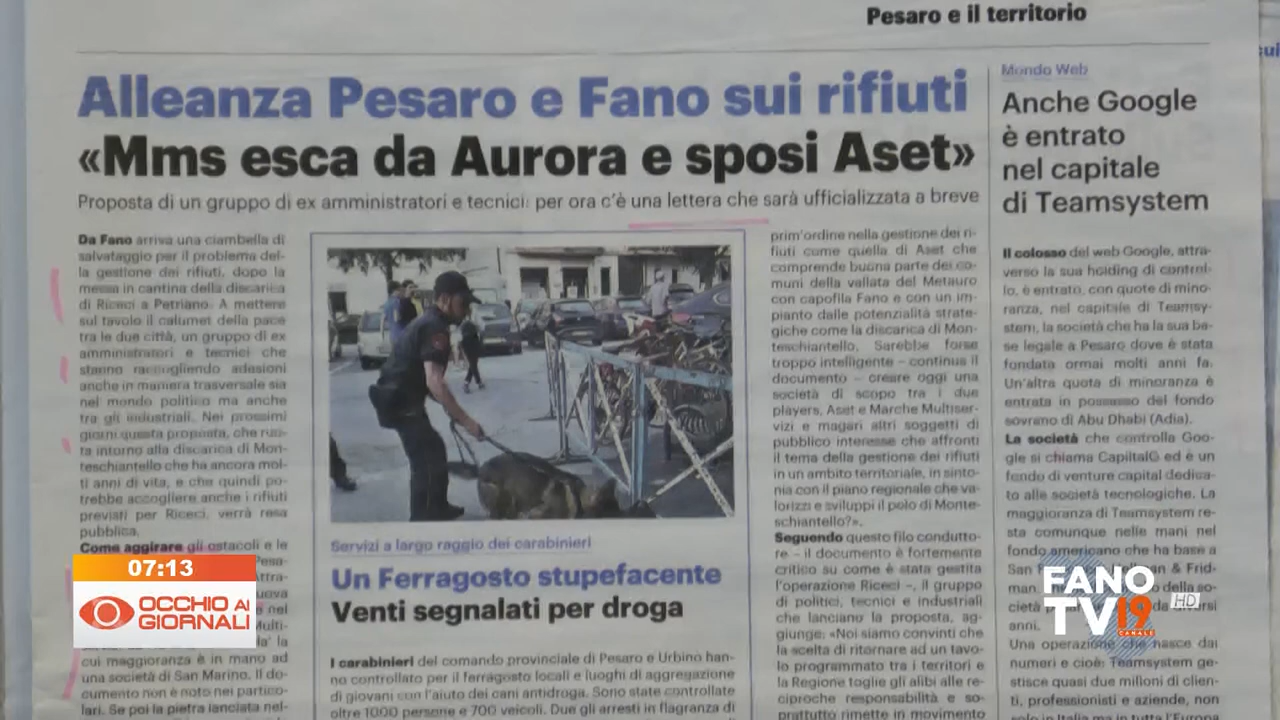 Pesaro e il territorio
Alleanza Pesaro e Fano sui rifiuti
«Mms esca da Aurora e sposi Aset»
Proposta di un gruppo di ex amministratori e tecnici: per ora c'è una lettera che sarà ufficializzata a breve
Da Fano arriva una ciambella di
salvataggio per il problema del-
la gestione dei rifiuti, dopo la
messa in cantina della discarica
di Riceci a Petriano. A mettere
sul tavolo il calumet della pace
tra le due città, un gruppo di ex
amministratori e tecnici che
stanno raccogliendo adesioni
anche in maniera trasversale sia
nel mondo politico ma anche
tra gli industriali. Nei prossimi
giorni questa proposta, che ruo-
ta intorno alla discarica di Mon-
teschiantello che ha ancora mol-
ti anni di vita, e che quindi po-
trebbe accogliere anche i rifiuti
previsti per Riceci, verrà resa
pubblica.
Come aggirare gli ostacoli e le
cui maggioranza è in mano ad
una società di San Marino. Il do-
cumento non è noto nei partico-
lari. Se poi la pietra lanciata nel-
Servizi a largo raggio dei carabinieri
Un Ferragosto stupefacente
Venti segnalati per droga
I carabinieri del comando provinciale di Pesaro e Urbino han-
no controllato per il ferragosto locali e luoghi di aggregazione
di giovani con l'aiuto dei cani antidroga. Sono state controllate
oltre 1000 persone e 700 veicoli. Due gli arresti in flagranza di
prim'ordine nella gestione dei ri-
fiuti come quella di Aset che
comprende buona parte dei co-
muni della vallata del Metauro
con capofila Fano e con un im-
pianto dalle potenzialità strate-
giche come la discarica di Mon-
teschiantello. Sarebbe forse
troppo intelligente – continua il
documento – creare oggi una
società di scopo tra i due
players, Aset e Marche Multiser-
vizi e magari altri soggetti di
pubblico interesse che affronti
il tema della gestione dei rifiuti
in un ambito territoriale, in sinto-
nia con il piano regionale che va-
lorizzi e sviluppi il polo di Monte-
schiantello?».
Seguendo questo filo condutto-
re – il documento è fortemente
critico su come è stata gestita
l'operazione Riceci –, il gruppo
di politici, tecnici e industriali
che lanciano la proposta, ag-
giunge: «Noi siamo convinti che
la scelta di ritornare ad un tavo-
lo programmato tra i territori e
la Regione toglie gli alibi alle re-
ciproche responsabilità e so-
prattutto rimette in movimento
Mondo Web
Anche Google
è entrato
nel capitale
di Teamsystem
Il colosso del web Google, attra-
verso la sua holding di control-
lo, è entrato, con quote di mino-
ranza, nel capitale di Teamsy-
stem, la società che ha la sua ba-
se legale a Pesaro dove è stata
fondata ormai molti anni fa.
Un'altra quota di minoranza è
entrata in possesso del fondo
sovrano di Abu Dhabi (Adia).
La società che controlla Goo-
gle si chiama CapiltalG ed è un
fondo di venture capital dedica-
to alle società tecnologiche. La
maggioranza di Teamsystem re-
sta comunque nelle mani nel
fondo americano che ha base a
San & Frid-
man. della so-
cietà da diversi
anni.
Una operazione che nasce dai
numeri e cioè: Teamsystem ge-
stisce quasi due milioni di clien-
ti, professionisti e aziende, non
solo in Italia ma in tutta
07:13
OCCHIO AI
GIORNALI
FANO
TV19 HD
CANALE